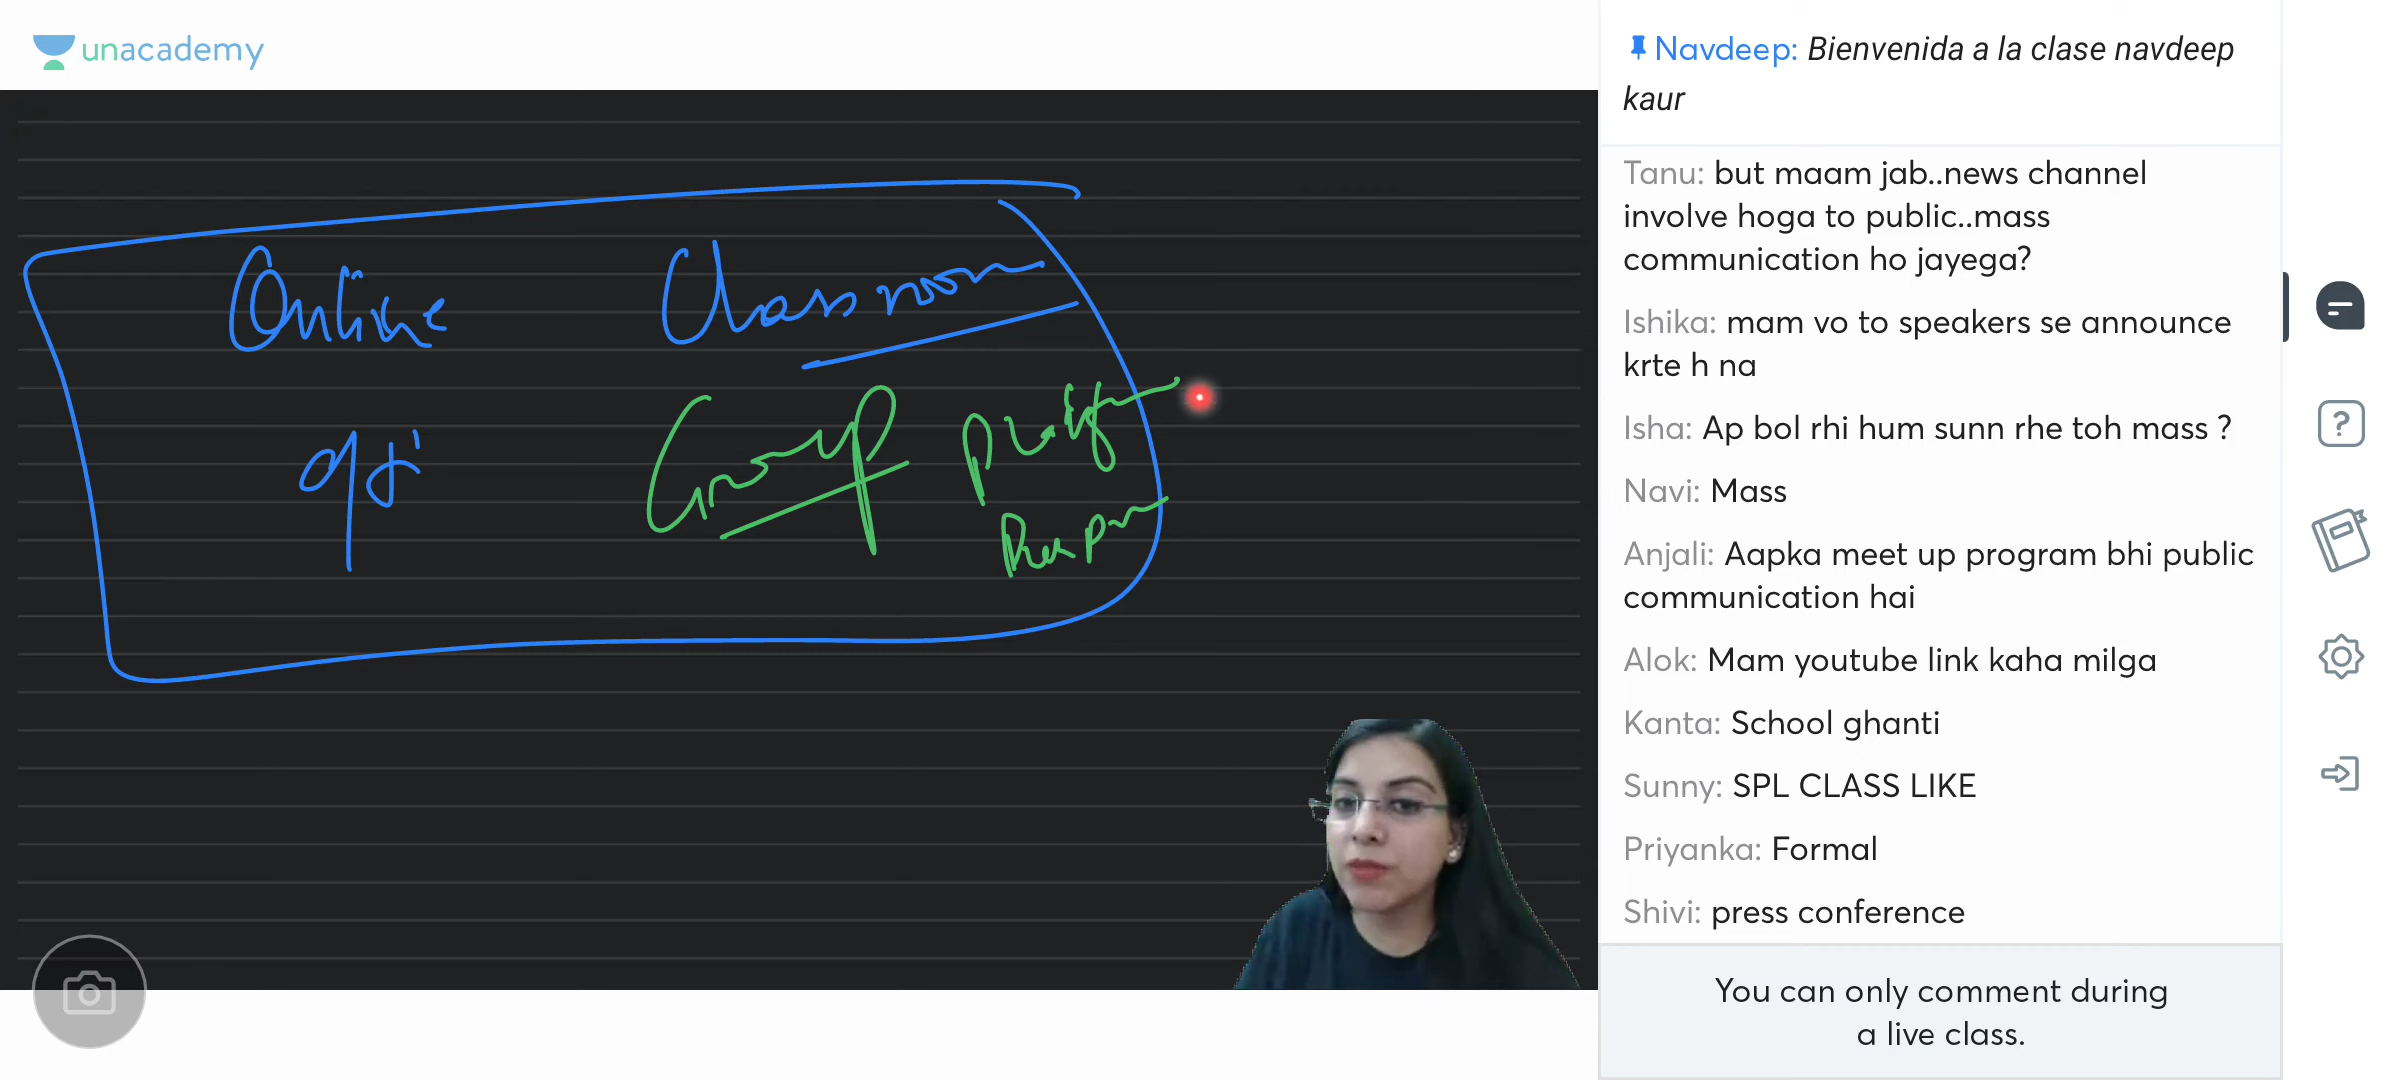 unacademy
Online Classroom
Group
Navdeep: Bienvenida a la clase navdeep
kaur
Tanu: but maam jab..news channel
involve hoga to public..mass
communication ho jayega?
Ishika: mam vo to speakers se announce
krte h na
Isha: Ap bol rhi hum sunn rhe toh mass ?
Navi: Mass
Anjali: Aapka meet up program bhi public
communication hai
Alok: Mam youtube link kaha milga
Kanta: School ghanti
Sunny: SPL CLASS LIKE
Priyanka: Formal
Shivi: press conference
You can only comment during
a live class.